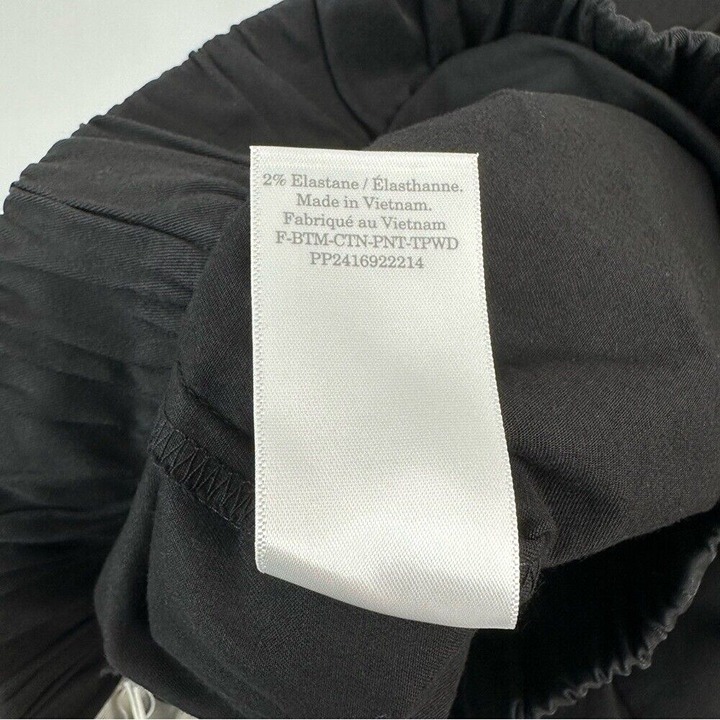 2% Elastane / Élasthanne.
Made in Vietnam.
Fabriqué au Vietnam
F-BTM-CTN-PNT-TPWD
PP2416922214